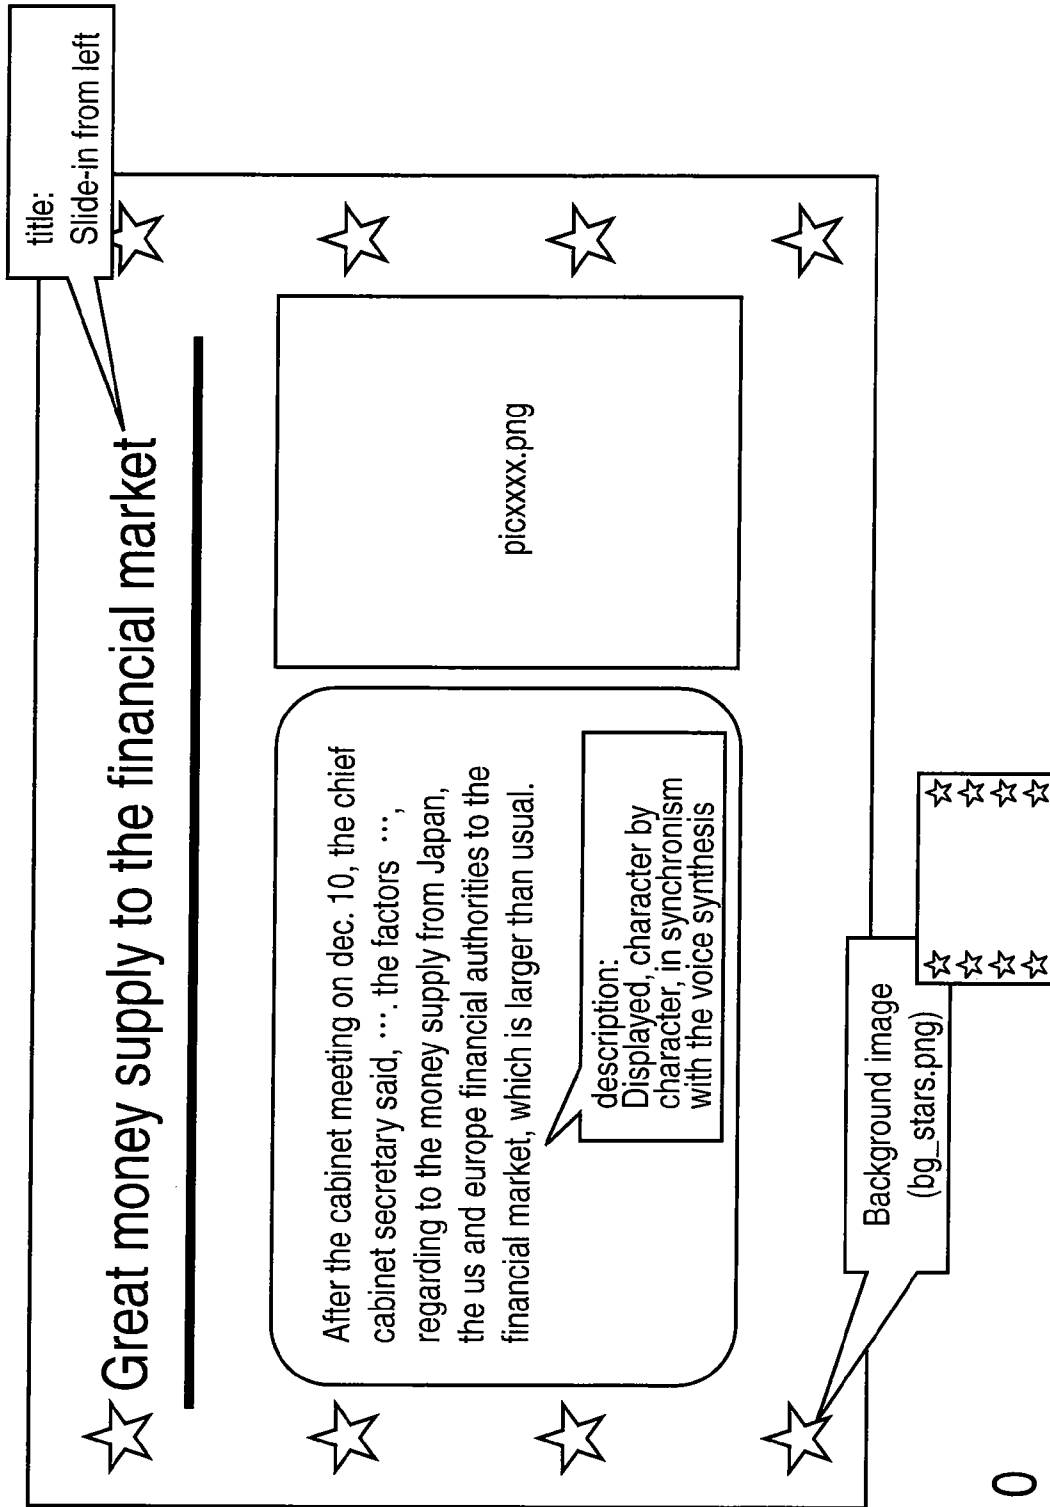 title:
Slide-in from left
Great money supply to the financial market
After the cabinet meeting on dec. 10, the chief
cabinet secretary said, …. the factors …,
regarding to the money supply from Japan,
the us and europe financial authorities to the
financial market, which is larger than usual.
description:
Displayed, character by
character, in synchronism
with the voice synthesis
picxxxx.png
Background image
(bg_stars.png)
0